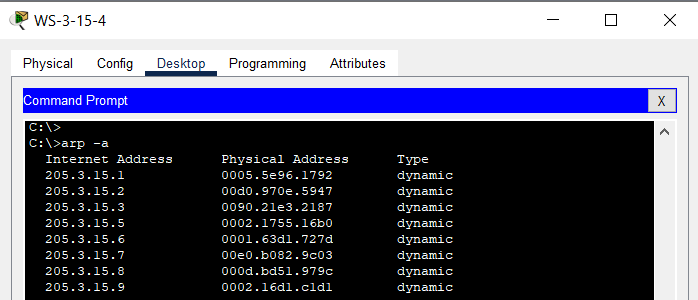 WS-3-15-4
Physical Config Desktop Programming Attributes
Command Prompt X
C:\>
C:\>arp -a
Internet Address Physical Address Type
205.3.15.1 0005.5e96.1792 dynamic
205.3.15.2 00d0.970e.5947 dynamic
205.3.15.3 0090.21e3.2187 dynamic
205.3.15.5 0002.1755.16b0 dynamic
205.3.15.6 0001.63d1.727d dynamic
205.3.15.7 00e0.b082.9c03 dynamic
205.3.15.8 000d.bd51.979c dynamic
205.3.15.9 0002.16d1.c1d1 dynamic